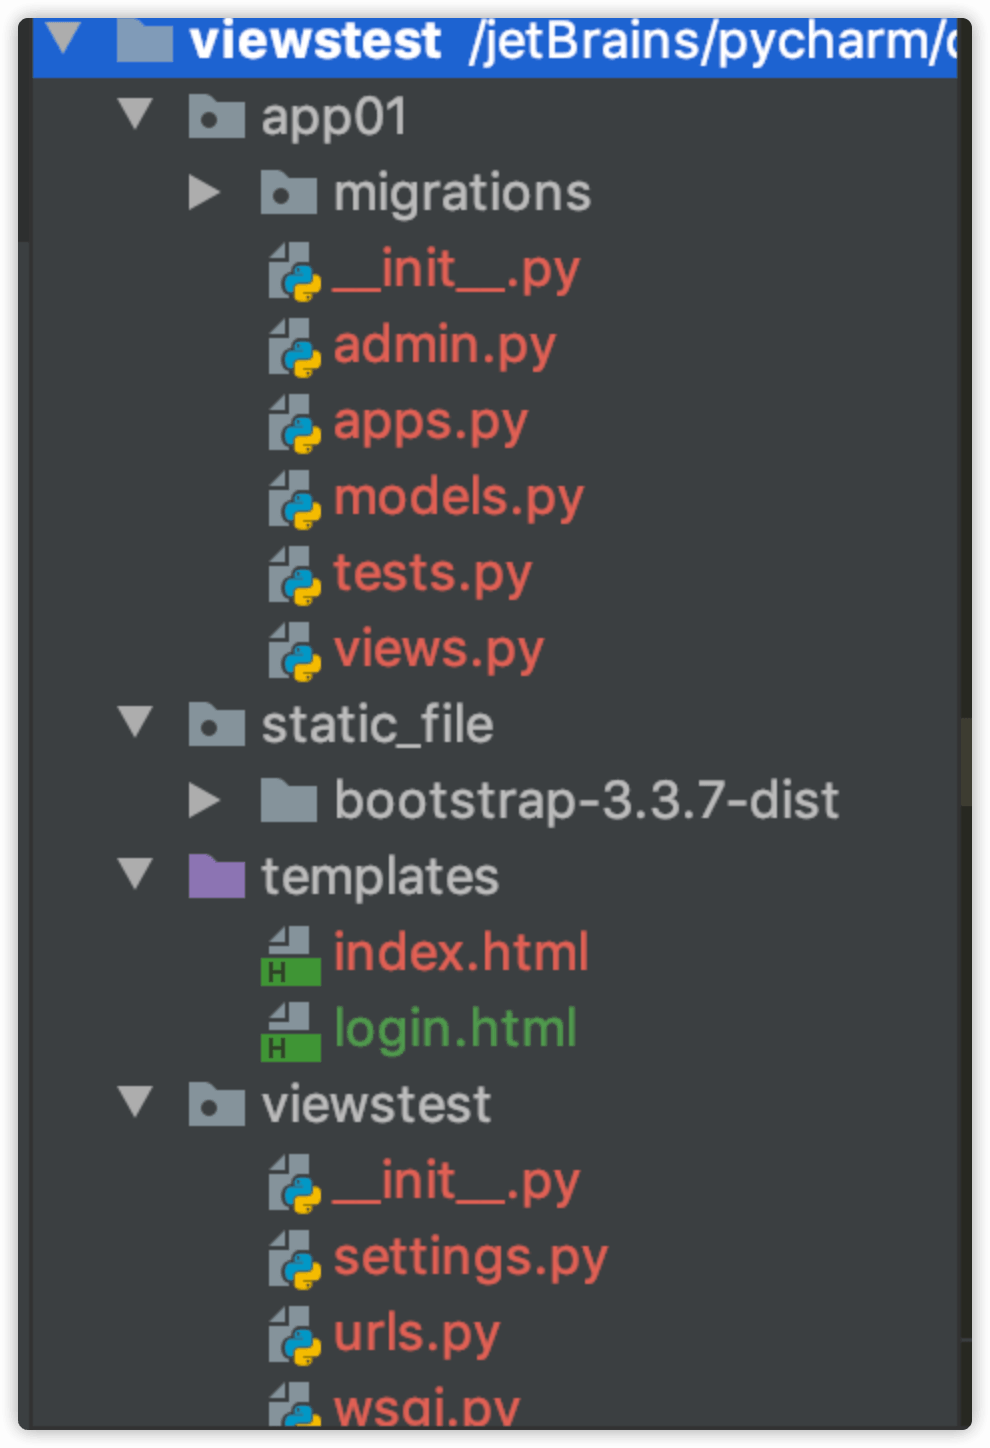 viewstest /jetBrains/pycharm/
app01
migrations
__init__.py
admin.py
apps.py
models.py
tests.py
views.py
static_file
bootstrap-3.3.7-dist
templates
H index.html
H login.html
viewstest
__init__.py
settings.py
urls.py
wsgi.py